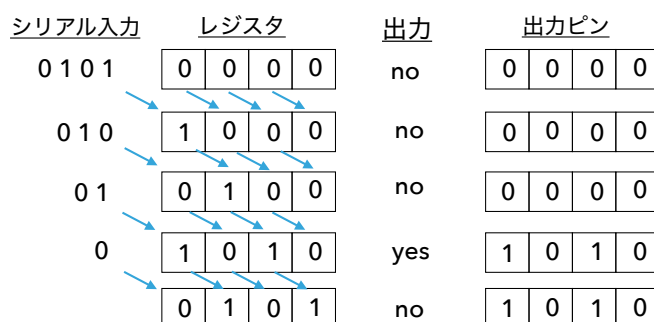 シリアル入力 レジスタ 出力 出力ピン
0 1 0 1 0 0 0 0 no 0 0 0 0
0 1 0 1 0 0 0 no 0 0 0 0
0 1 0 1 0 0 no 0 0 0 0
0 1 0 1 0 yes 1 0 1 0
0 1 0 1 no 1 0 1 0